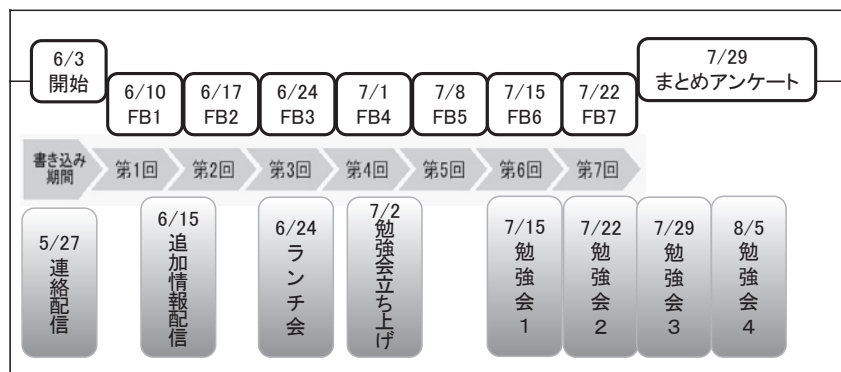 6/3
開始
7/29
まとめアンケート
6/10
FB1
6/17
FB2
6/24
FB3
7/1
FB4
7/8
FB5
7/15
FB6
7/22
FB7
書き込み
期間
第1回
第2回
第3回
第4回
第5回
第6回
第7回
5/27
連絡配信
6/15
追加情報配信
6/24
ランチ会
7/2
勉強会立ち上げ
7/15
勉強会1
7/22
勉強会2
7/29
勉強会3
8/5
勉強会4